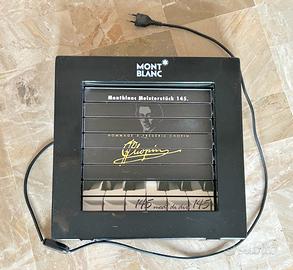 MONT
BLANC
Montblanc Meisterstück 145.
HOMMAGE À FRÉDÉRIC CHOPIN
Chopin
145 145